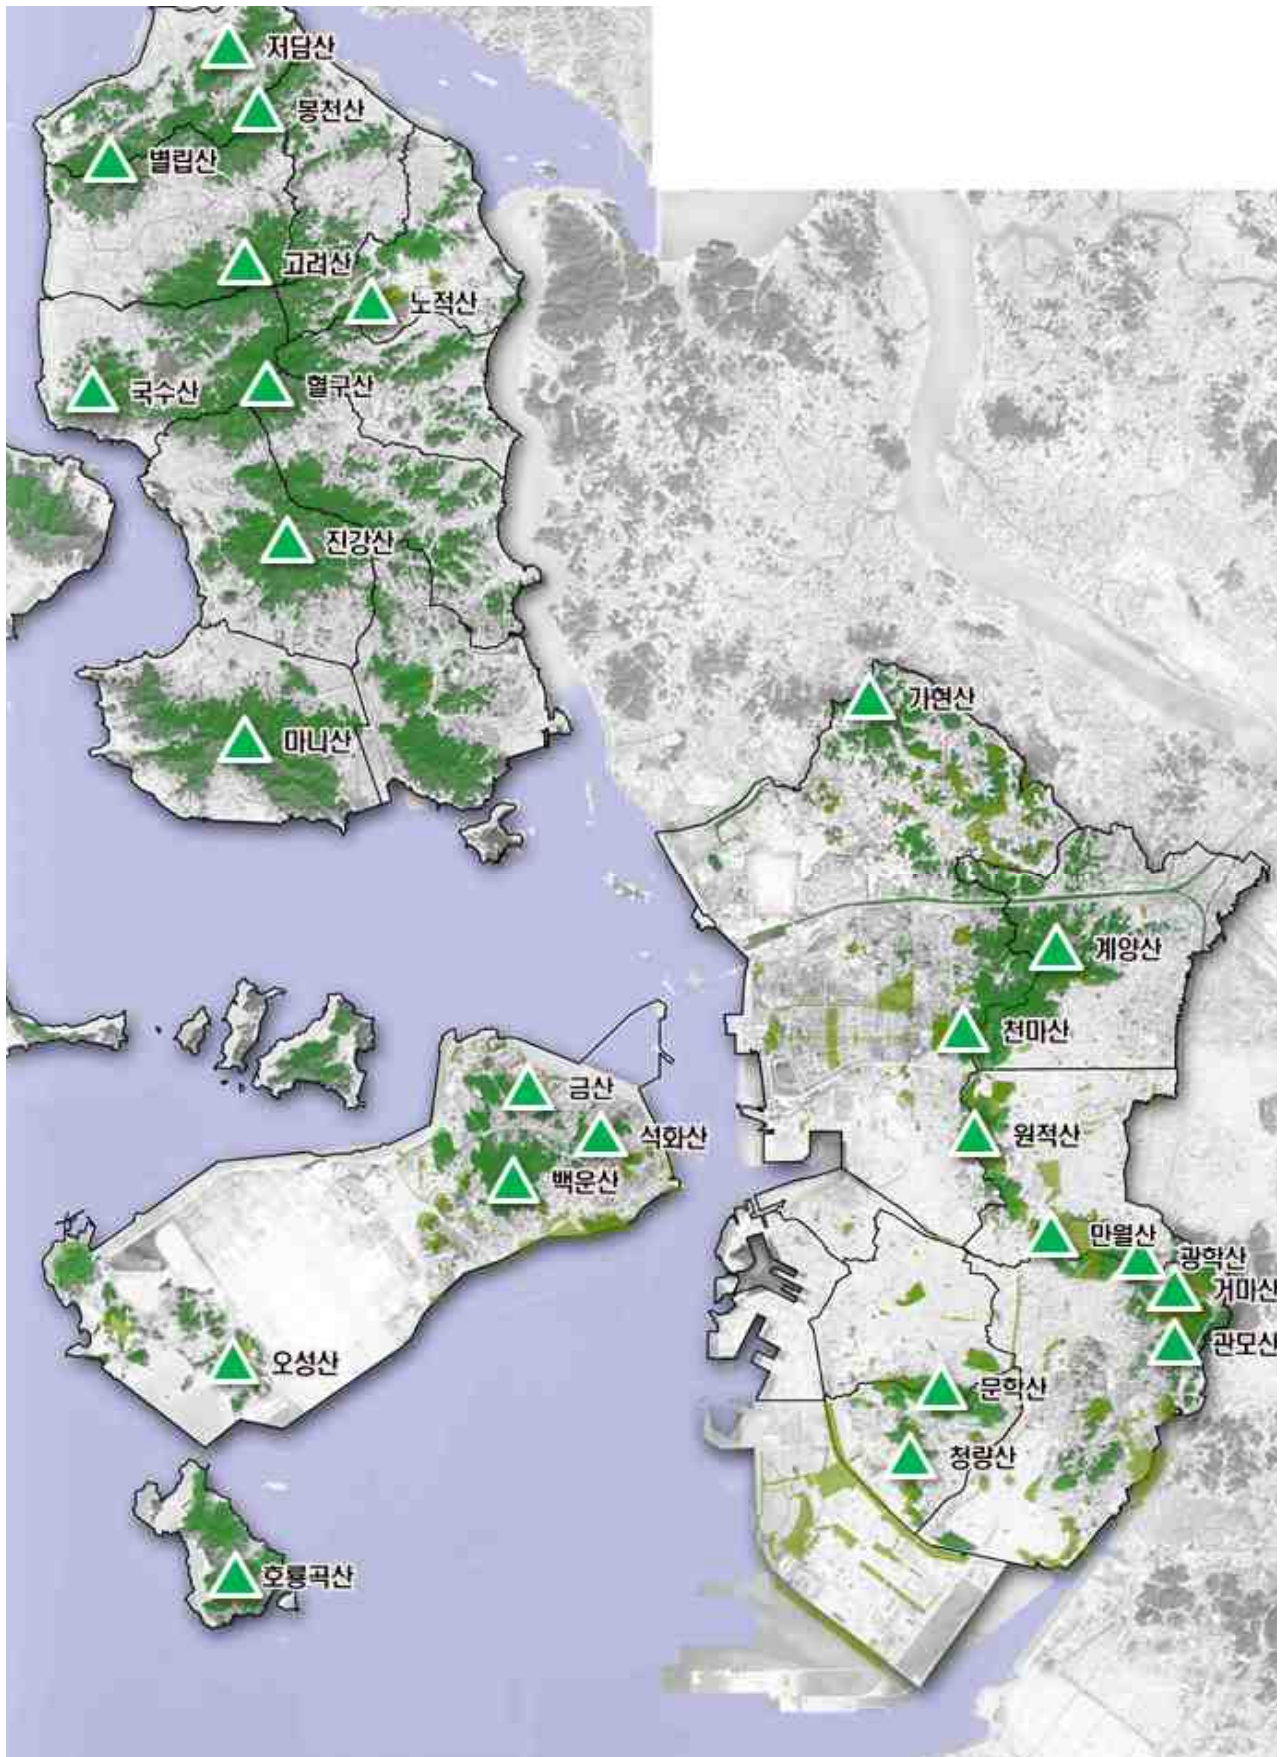 저담산
봉천산
별립산
고려산
노적산
국수산
혈구산
진강산
마니산
가현산
계양산
천마산
금산
석화산
원적산
백운산
만월산
광학산
거마산
오성산
관모산
문학산
청량산
호룡곡산